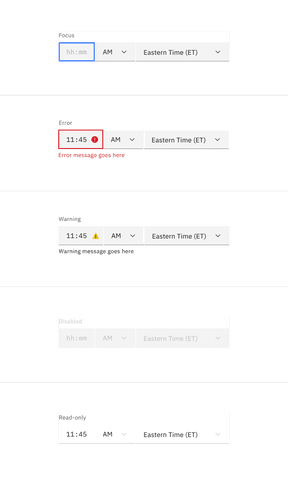 Focus
hh:mm AM Eastern Time (ET)
Error
11:45 AM Eastern Time (ET)
Error message goes here
Warning
11:45 AM Eastern Time (ET)
Warning message goes here
Disabled
hh:mm AM Eastern Time (ET)
Read-only
11:45 AM Eastern Time (ET)